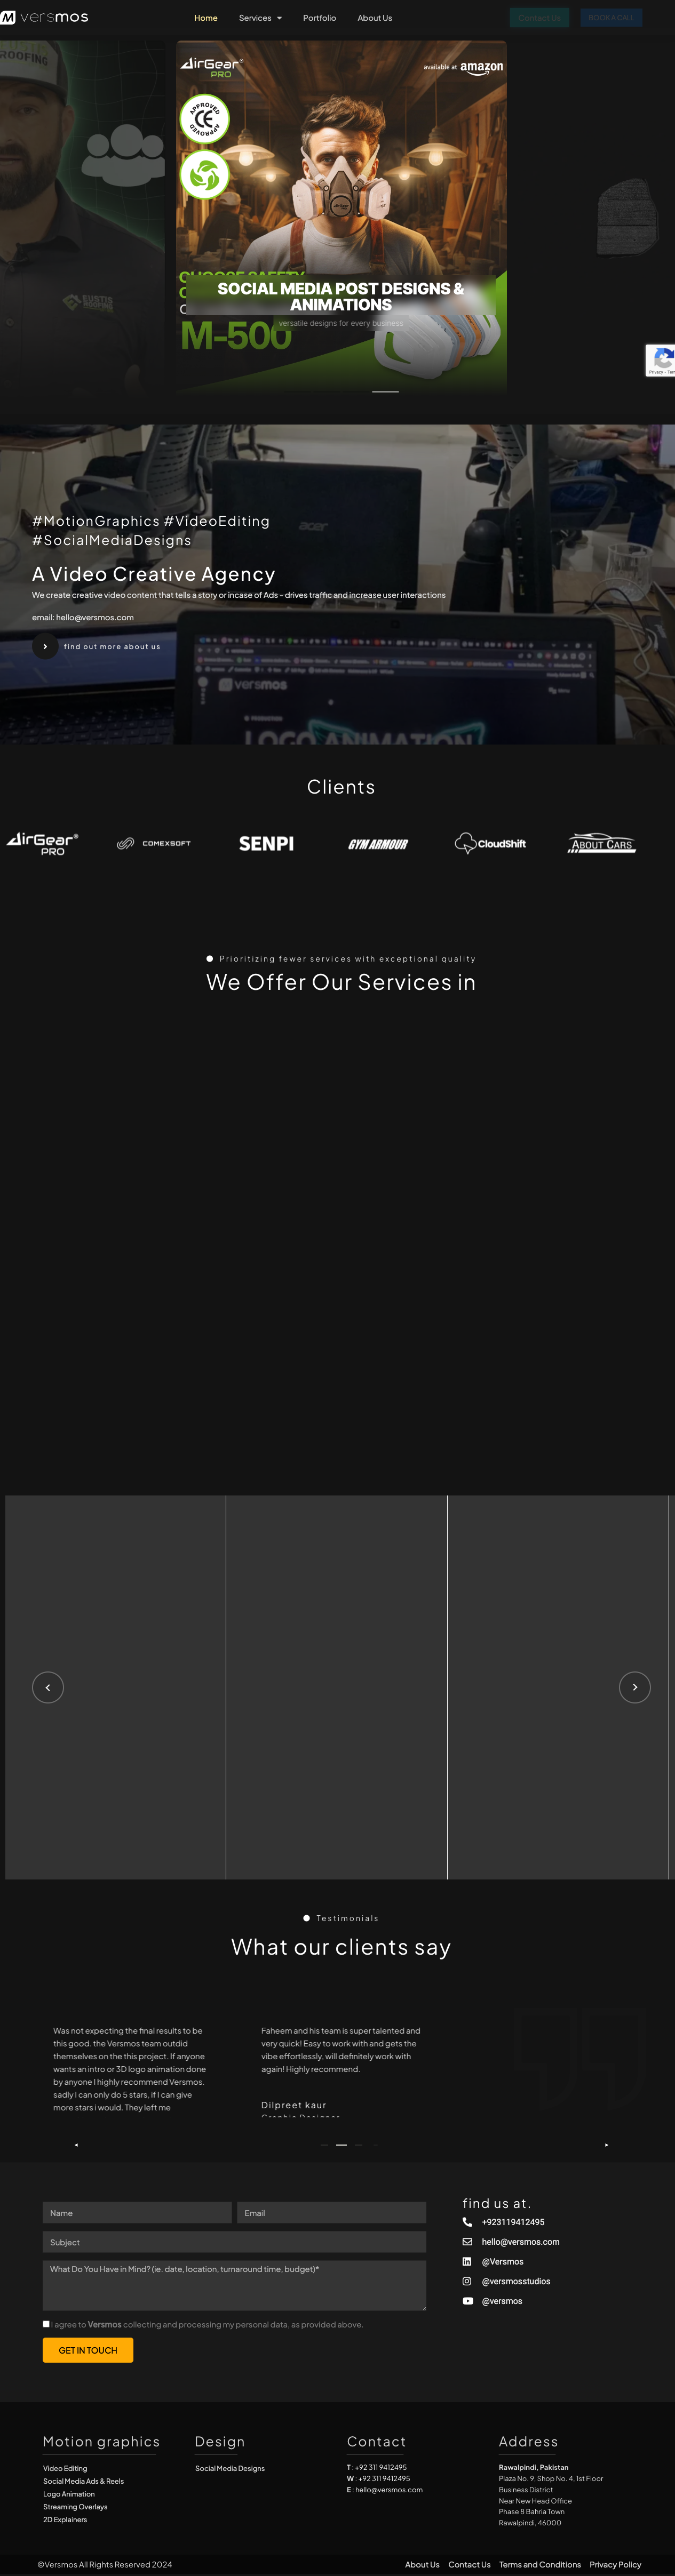 versmos
Home
Services
Portfolio
About Us
Contact Us
BOOK A CALL
ROOFING
AirGear®
PRO
available at amazon
APPROVED
CE
APPROVED
CHOOSE SAFETY
SOCIAL MEDIA POST DESIGNS &
ANIMATIONS
versatile designs for every business
M-500
EUSTIS
acer
#MotionGraphics #VideoEditing
#SocialMediaDesigns
A Video Creative Agency
We create creative video content that tells a story or incase of Ads - drives traffic and increase user interactions
email: hello@versmos.com
find out more about us
versmos
LOGO ANIMATION
Clients
AirGear®
PRO
COMEXSOFT
SENPI
GYM ARMOUR
CloudShift
ABOUT CARS
Prioritizing fewer services with exceptional quality
We Offer Our Services in
Testimonials
What our clients say
Was not expecting the final results to be
this good. the Versmos team outdid
themselves on the this project. If anyone
wants an intro or 3D logo animation done
by anyone I highly recommend Versmos.
sadly I can only do 5 stars, if I can give
more stars i would. They left me
Faheem and his team is super talented and
very quick! Easy to work with and gets the
vibe effortlessly, will definitely work with
again! Highly recommend.
Dilpreet kaur
Graphic Designer
Name
Email
Subject
What Do You Have in Mind? (ie. date, location, turnaround time, budget)*
I agree to Versmos collecting and processing my personal data, as provided above.
GET IN TOUCH
find us at.
+923119412495
hello@versmos.com
@Versmos
@versmosstudios
@versmos
Motion graphics
Video Editing
Social Media Ads & Reels
Logo Animation
Streaming Overlays
2D Explainers
Design
Social Media Designs
Contact
T : +92 311 9412495
W : +92 311 9412495
E : hello@versmos.com
Address
Rawalpindi, Pakistan
Plaza No. 9, Shop No. 4, 1st Floor
Business District
Near New Head Office
Phase 8 Bahria Town
Rawalpindi, 46000
©Versmos All Rights Reserved 2024
About Us
Contact Us
Terms and Conditions
Privacy Policy